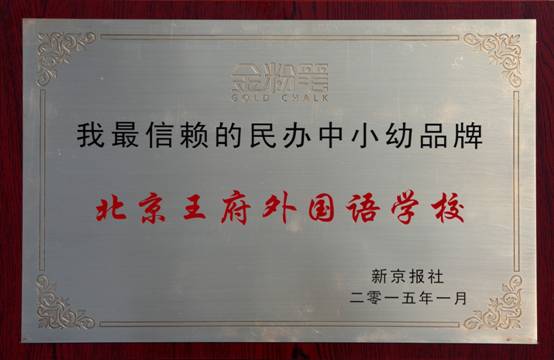 金粉笔
GOLD CHALK
我最信赖的民办中小幼品牌
北京王府外国语学校
新京报社
二零一五年一月